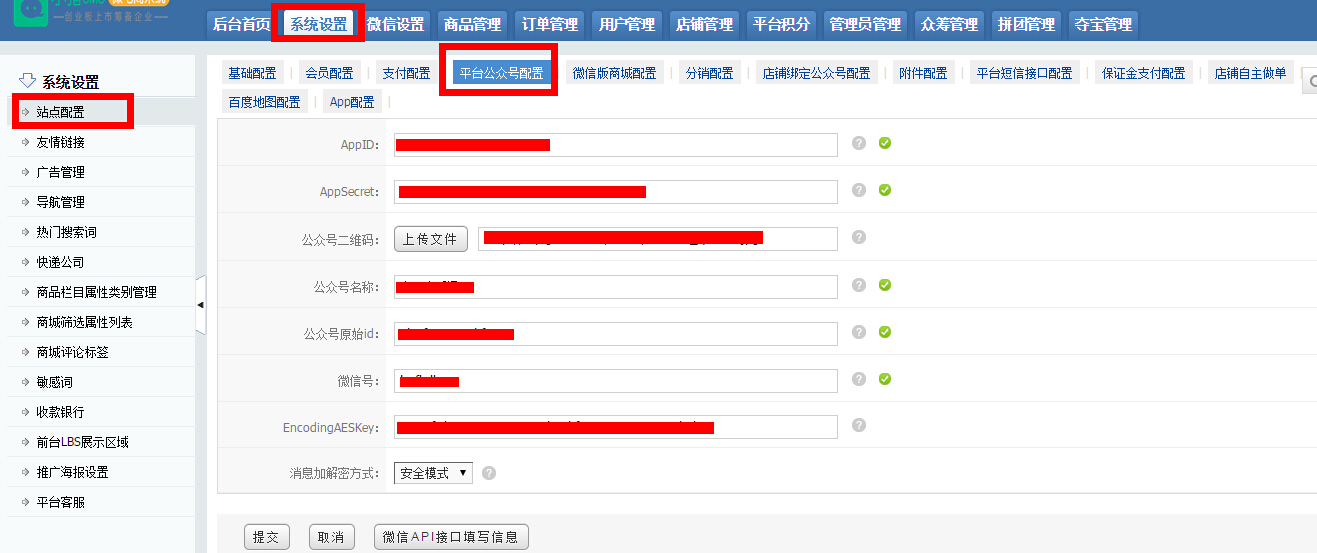 创业板上市筹备企业
后台首页 系统设置 微信设置 商品管理 订单管理 用户管理 店铺管理 平台积分 管理员管理 众筹管理 拼团管理 夺宝管理
系统设置
站点配置
友情链接
广告管理
导航管理
热门搜索词
快递公司
商品栏目属性类别管理
商城筛选属性列表
商城评论标签
敏感词
收款银行
前台LBS展示区域
推广海报设置
平台客服
基础配置 会员配置 支付配置 平台公众号配置 微信版商城配置 分销配置 店铺绑定公众号配置 附件配置 平台短信接口配置 保证金支付配置 店铺自主做单
百度地图配置 App配置
AppID:
AppSecret:
公众号二维码: 上传文件
公众号名称:
公众号原始id:
微信号:
EncodingAESKey:
消息加解密方式: 安全模式
提交 取消 微信API接口填写信息